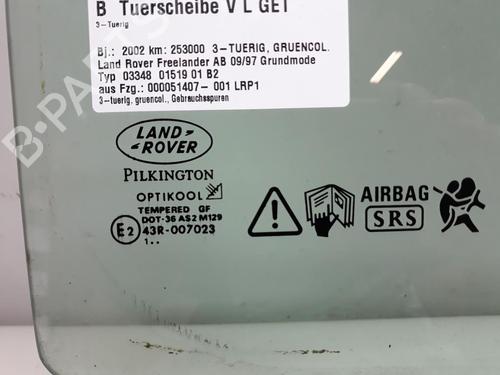 B Tuerscheibe V L GET
3-Tuerig
Bj.: 2002 km: 253000 3-TUERIG, GRUENCOL.
Land Rover Freelander AB 09/97 Grundmode
Typ 03348 01519 01 B2
aus Fzg.: 000051407-001 LRP1
3-tuerig. gruencol., Gebrauchsspuren
LAND-
ROVER
PILKINGTON
OPTIKOOL
TEMPERED GF
DOT-36 AS2 M129
E2 43R-007023
1..
AIRBAG
SRS